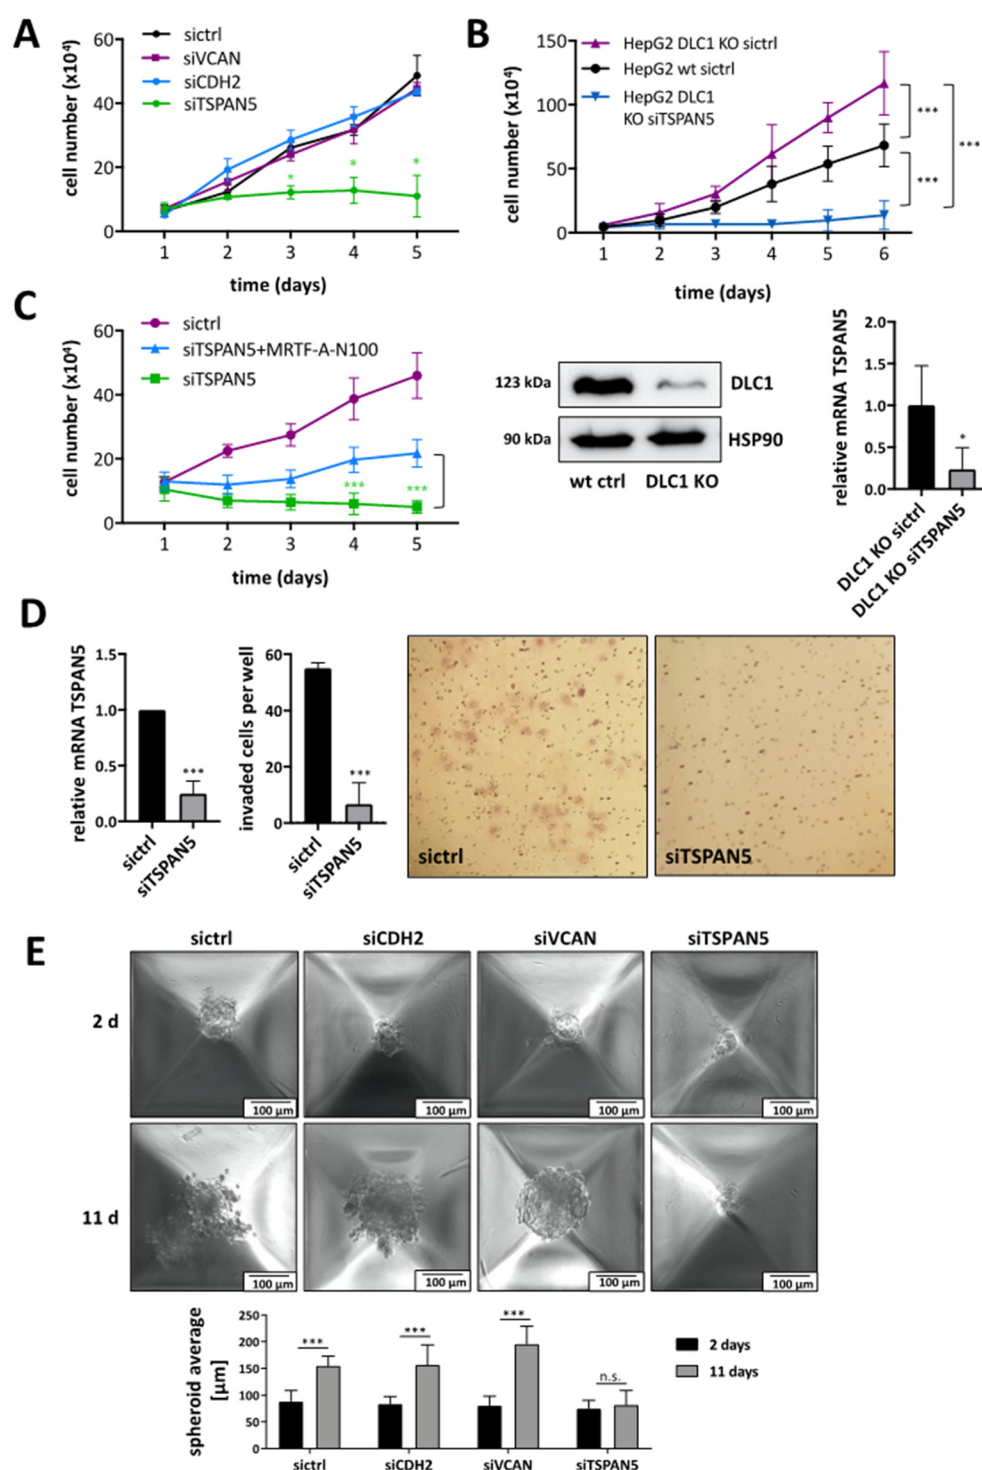 A
sictrl
siVCAN
siCDH2
siTSPAN5
cell number (x10⁴)
60
40
20
0
* * *
1 2 3 4 5
time (days)
B
HepG2 DLC1 KO sictrl
HepG2 wt sictrl
HepG2 DLC1
KO siTSPAN5
cell number (x10⁴)
150
100
50
0
***
***
***
1 2 3 4 5 6
time (days)
C
sictrl
siTSPAN5+MRTF-A-N100
siTSPAN5
cell number (x10⁴)
60
40
20
0
*** ***
1 2 3 4 5
time (days)
123 kDa DLC1
90 kDa HSP90
wt ctrl DLC1 KO
relative mRNA TSPAN5
2.0
1.5
1.0
0.5
0.0
*
DLC1 KO sictrl
DLC1 KO siTSPAN5
D
relative mRNA TSPAN5
1.5
1.0
0.5
0.0
***
sictrl
siTSPAN5
invaded cells per well
60
40
20
0
***
sictrl
siTSPAN5
sictrl
siTSPAN5
E
sictrl siCDH2 siVCAN siTSPAN5
2 d
100 µm 100 µm 100 µm 100 µm
11 d
100 µm 100 µm 100 µm 100 µm
spheroid average
[µm]
250
200
150
100
50
0
*** *** *** n.s.
2 days
11 days
sictrl siCDH2 siVCAN siTSPAN5